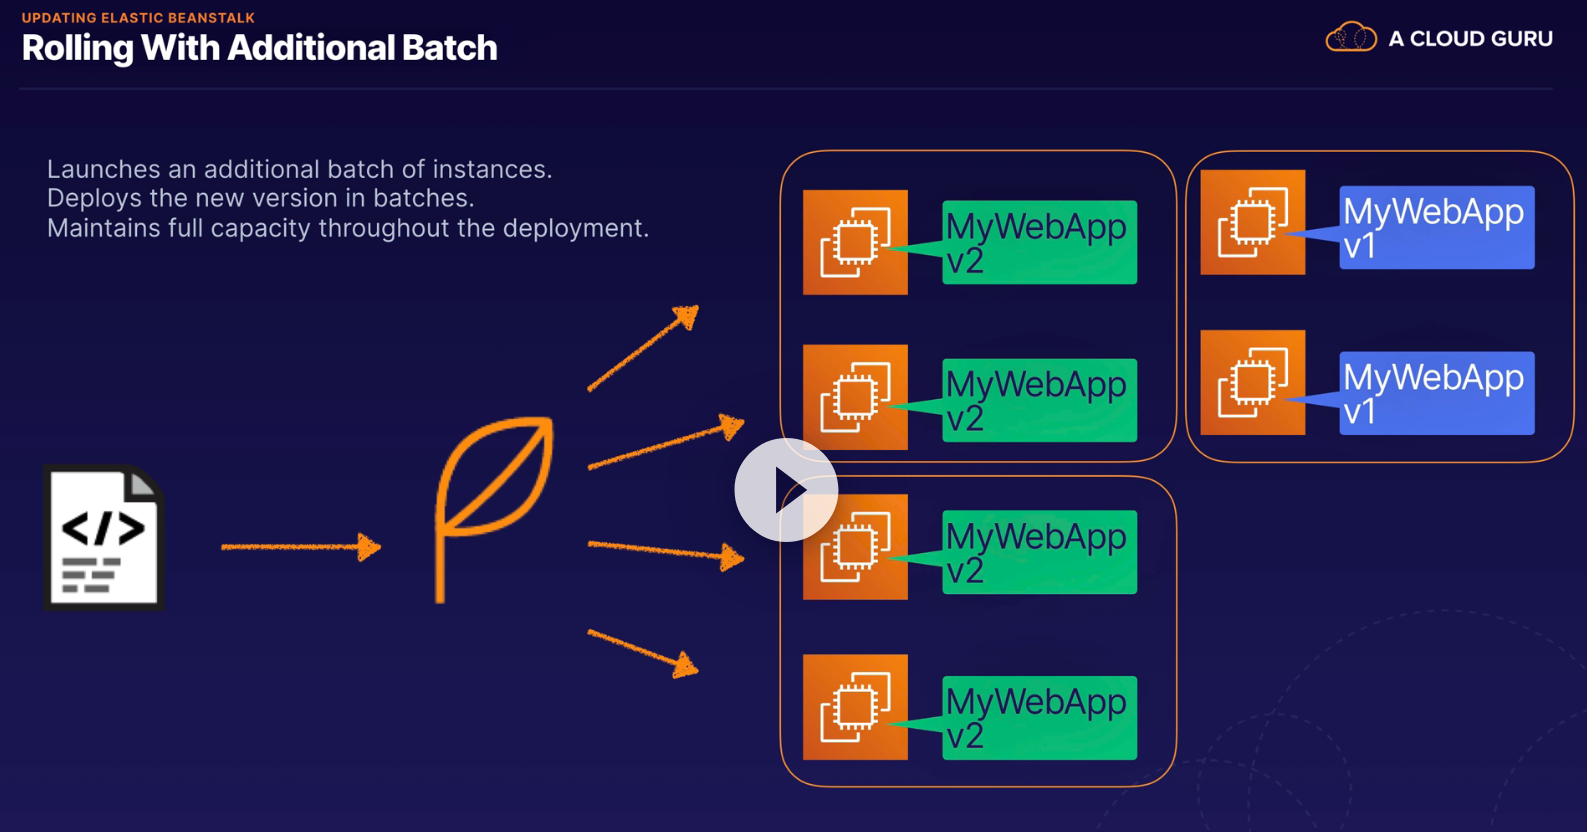 UPDATING ELASTIC BEANSTALK
Rolling With Additional Batch
A CLOUD GURU
Launches an additional batch of instances.
Deploys the new version in batches.
Maintains full capacity throughout the deployment.
MyWebApp
v2
MyWebApp
v1
MyWebApp
v2
MyWebApp
v1
</>
MyWebApp
v2
MyWebApp
v2